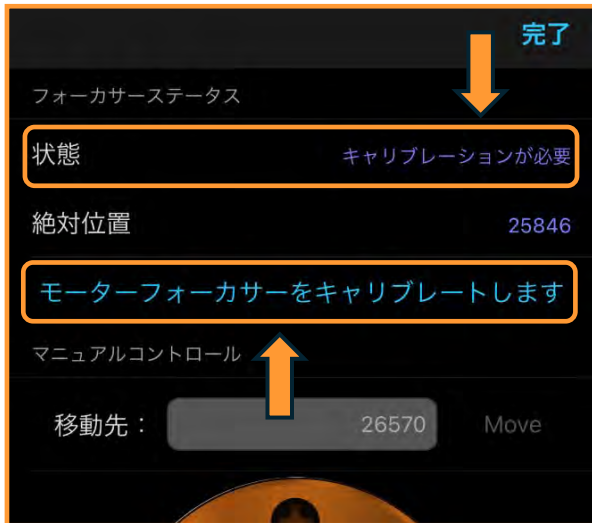 完了
フォーカサーステータス
状態 キャリブレーションが必要
絶対位置 25846
モーターフォーカサーをキャリブレートします
マニュアルコントロール
移動先： 26570 Move